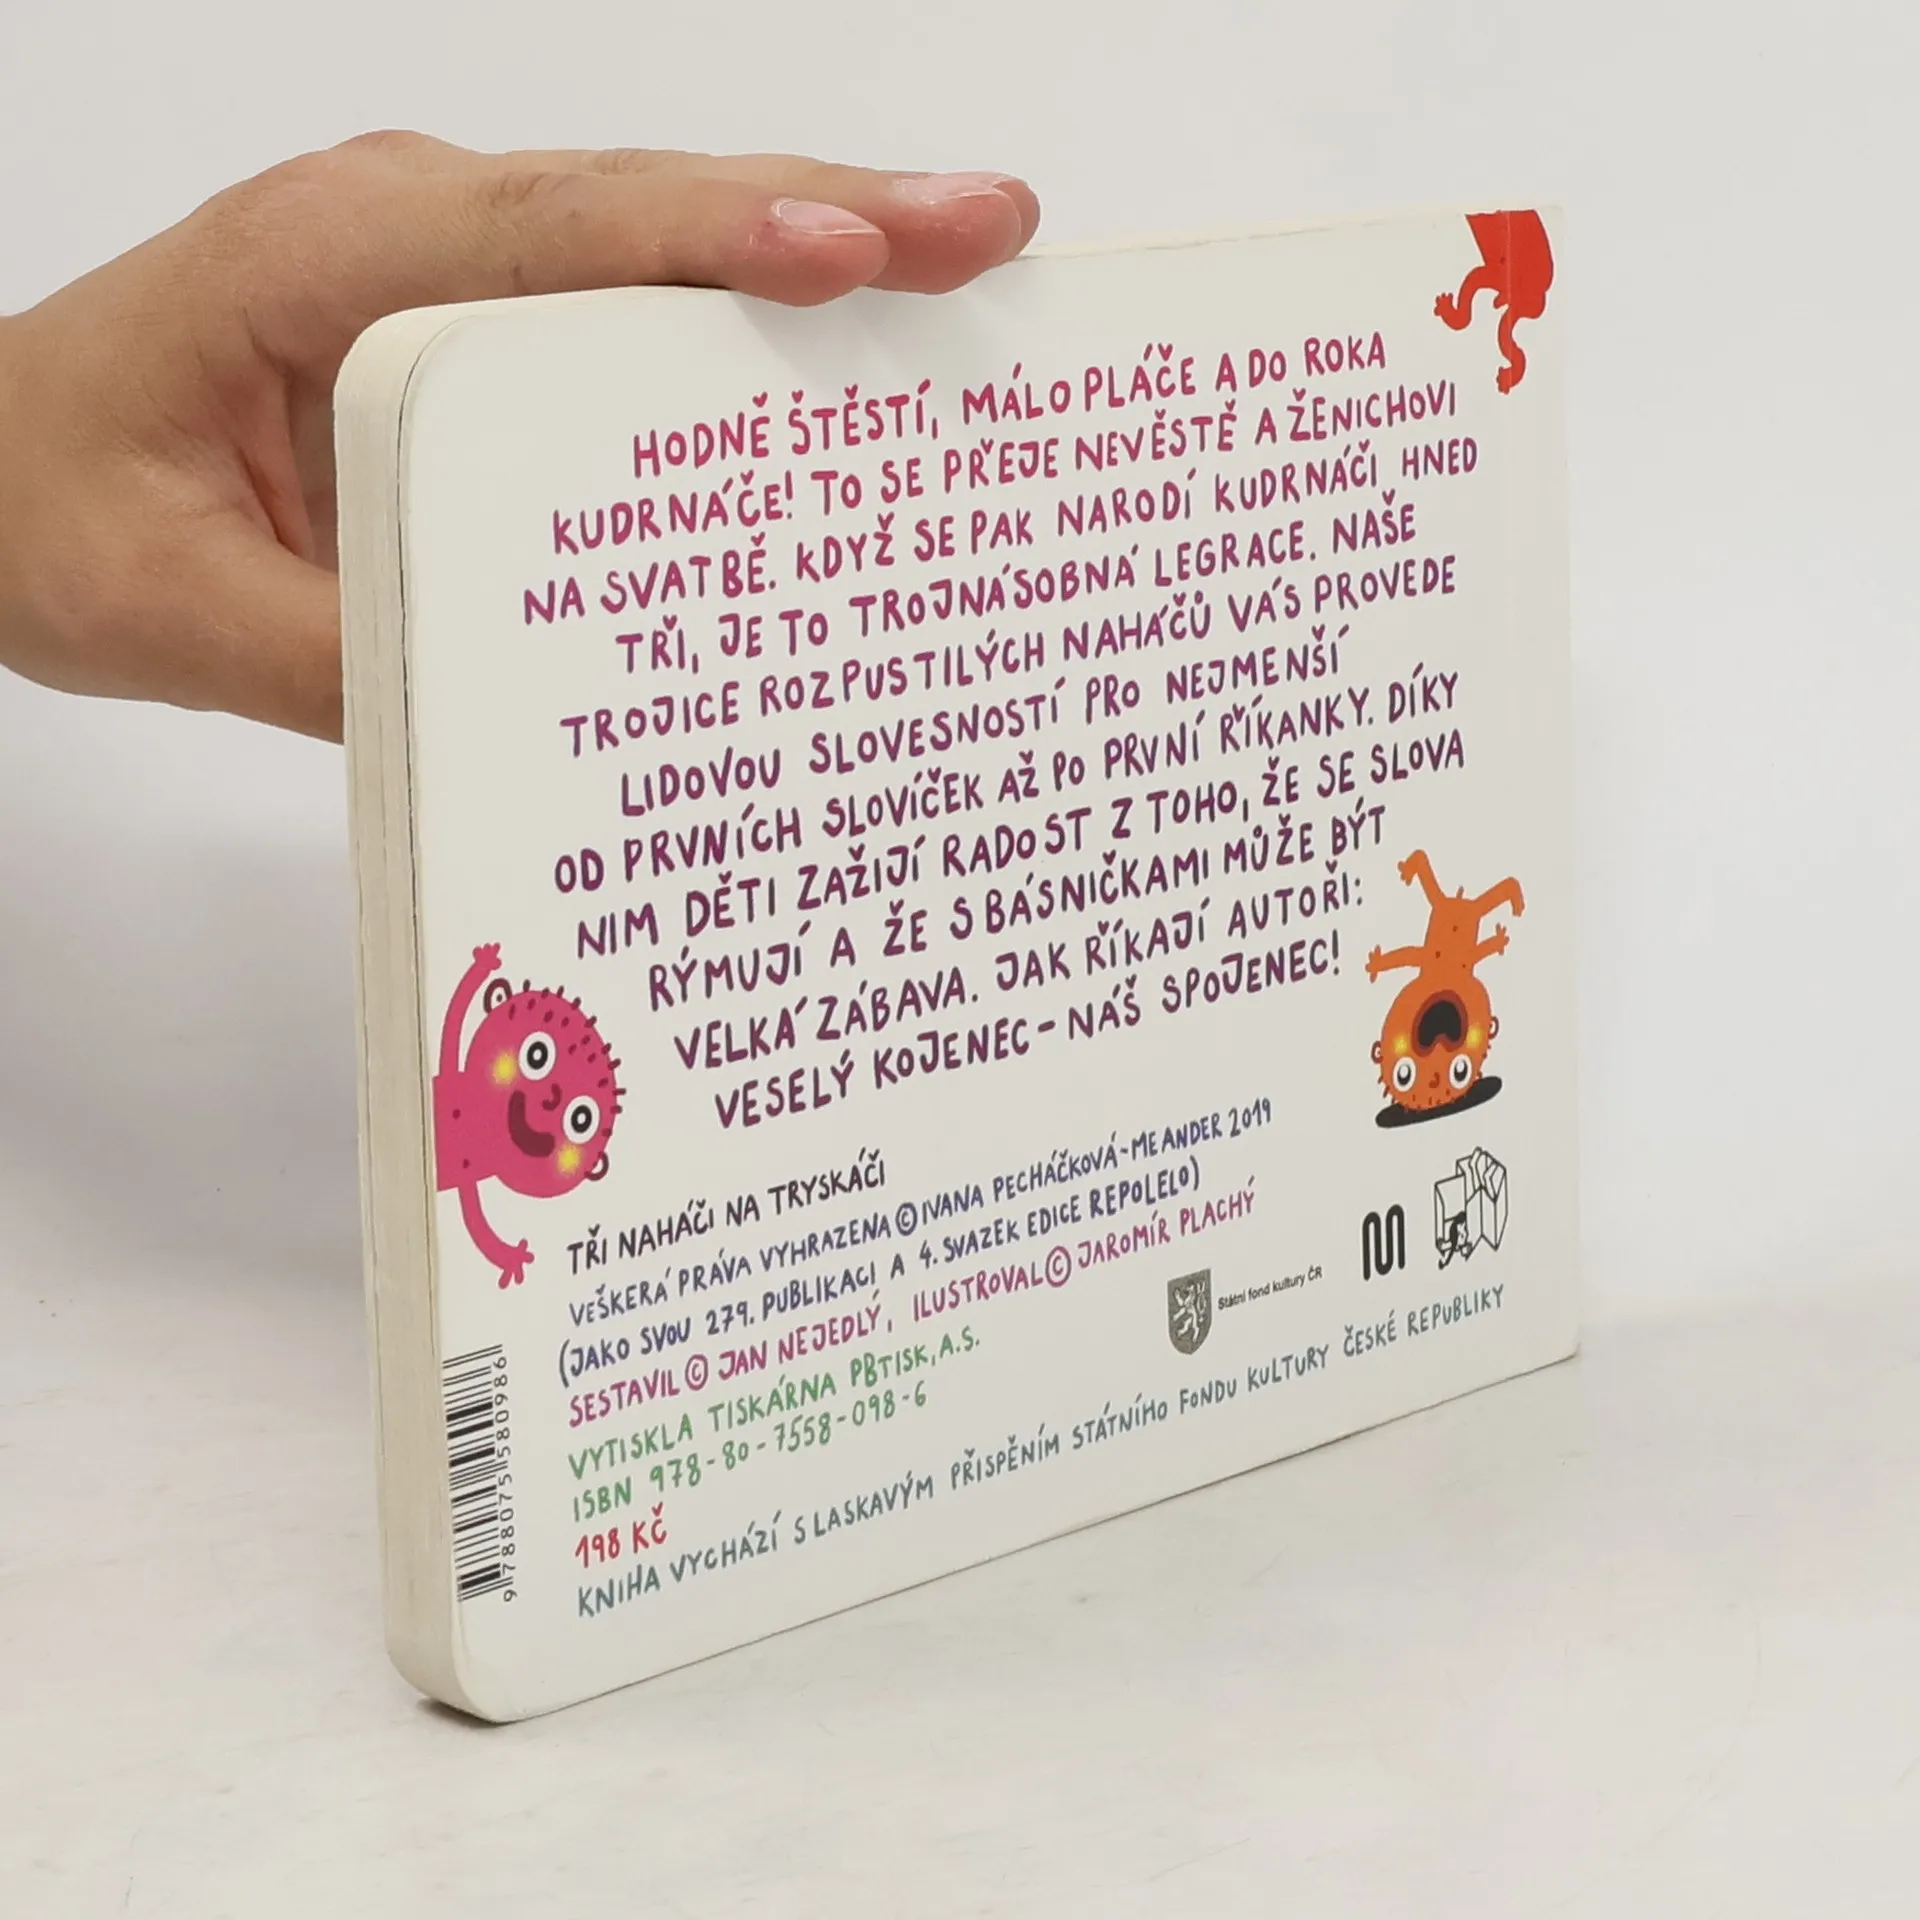 HODNĚ ŠTĚSTÍ, MÁLO PLÁČE A DO ROKA
KUDRNÁČE! TO SE PŘEJE NEVĚSTĚ A ŽENICHOVI
NA SVATBĚ. KDYŽ SE PAK NARODÍ KUDRNÁČI HNED
TŘI, JE TO TROJNÁSOBNÁ LEGRACE. NAŠE
TROJICE ROZPUSTILÝCH NAHÁČŮ VÁS PROVEDE
LIDOVOU SLOVESNOSTÍ PRO NEJMENŠÍ
OD PRVNÍCH SLOVÍČEK AŽ PO PRVNÍ ŘÍKANKY. DÍKY
NIM DĚTI ZAŽIJÍ RADOST Z TOHO, ŽE SE SLOVA
RÝMUJÍ A ŽE S BÁSNIČKAMI MŮŽE BÝT
VELKÁ ZÁBAVA. JAK ŘÍKAJÍ AUTOŘI:
VESELÝ KOJENEC - NÁŠ SPOJENEC!
TŘI NAHÁČI NA TRYSKÁČI
VEŠKERÁ PRÁVA VYHRAZENA © IVANA PECHÁČKOVÁ-MEANDER 2019
(JAKO SVOU 279. PUBLIKACI A 4. SVAZEK EDICE REPOLELO)
SESTAVIL © JAN NEJEDLÝ, ILUSTROVAL © JAROMÍR PLACHÝ
VYTISKLA TISKÁRNA PBTISK, A.S.
ISBN 978-80-7558-098-6
198 KČ
KNIHA VYCHÁZÍ S LASKAVÝM PŘISPĚNÍM STÁTNÍHO FONDU KULTURY ČESKÉ REPUBLIKY
Státní fond kultury ČR
9 788075 580986